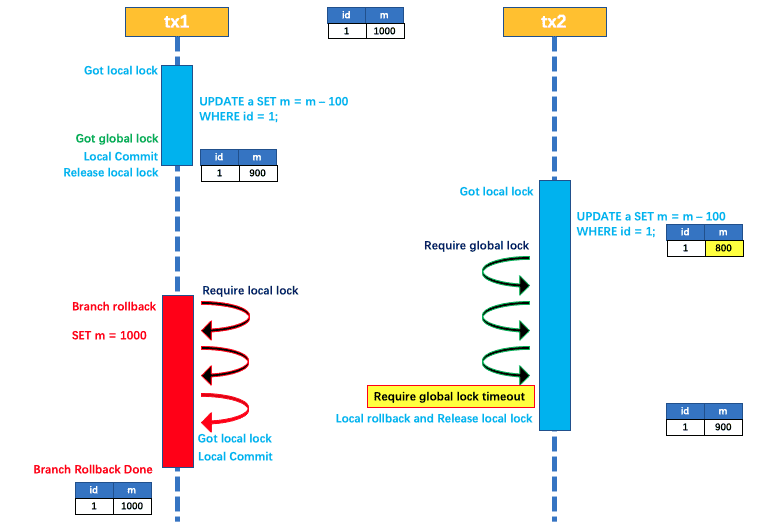 tx1
id m
1 1000
tx2
Got local lock
UPDATE a SET m = m – 100
WHERE id = 1;
Got global lock
Local Commit
Release local lock
id m
1 900
Got local lock
UPDATE a SET m = m – 100
WHERE id = 1;
id m
1 800
Require global lock
Require local lock
Branch rollback
SET m = 1000
Require global lock timeout
Local rollback and Release local lock
id m
1 900
Got local lock
Local Commit
Branch Rollback Done
id m
1 1000